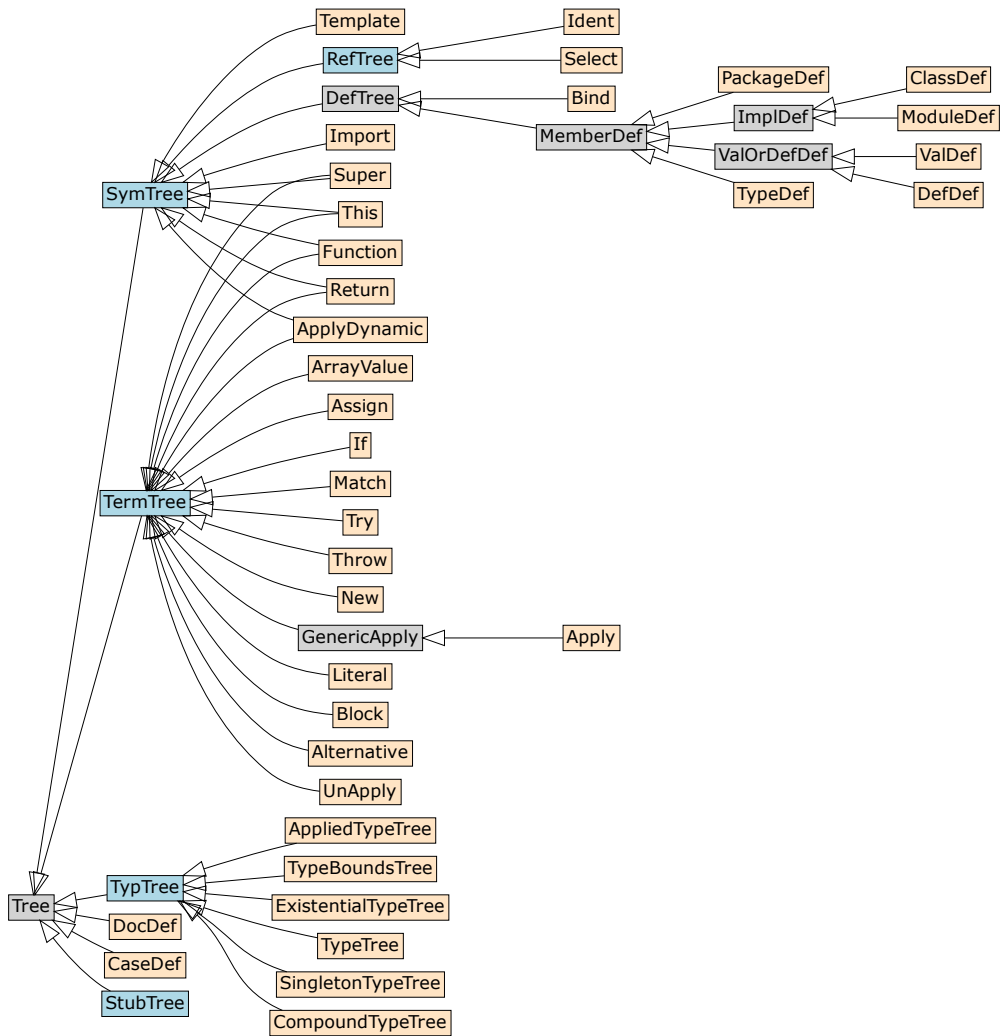 Template
Ident
RefTree
Select
PackageDef
ClassDef
DefTree
Bind
ImplDef
ModuleDef
Import
MemberDef
ValOrDefDef
ValDef
Super
SymTree
TypeDef
DefDef
This
Function
Return
ApplyDynamic
ArrayValue
Assign
If
Match
TermTree
Try
Throw
New
GenericApply
Apply
Literal
Block
Alternative
UnApply
AppliedTypeTree
TypTree
TypeBoundsTree
Tree
ExistentialTypeTree
DocDef
TypeTree
CaseDef
SingletonTypeTree
StubTree
CompoundTypeTree